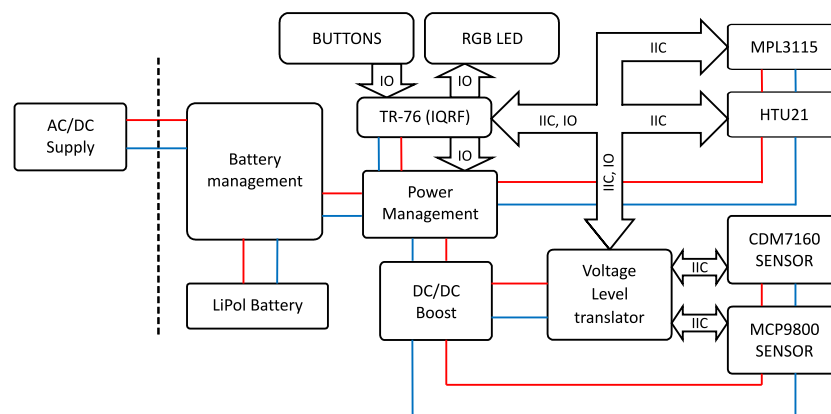 BUTTONS
RGB LED
IIC
MPL3115
IO
IO
AC/DC
Supply
TR-76 (IQRF)
IIC, IO
IIC
HTU21
Battery
management
IO
Power
Management
IIC, IO
CDM7160
SENSOR
IIC
LiPol Battery
DC/DC
Boost
Voltage
Level
translator
IIC
MCP9800
SENSOR